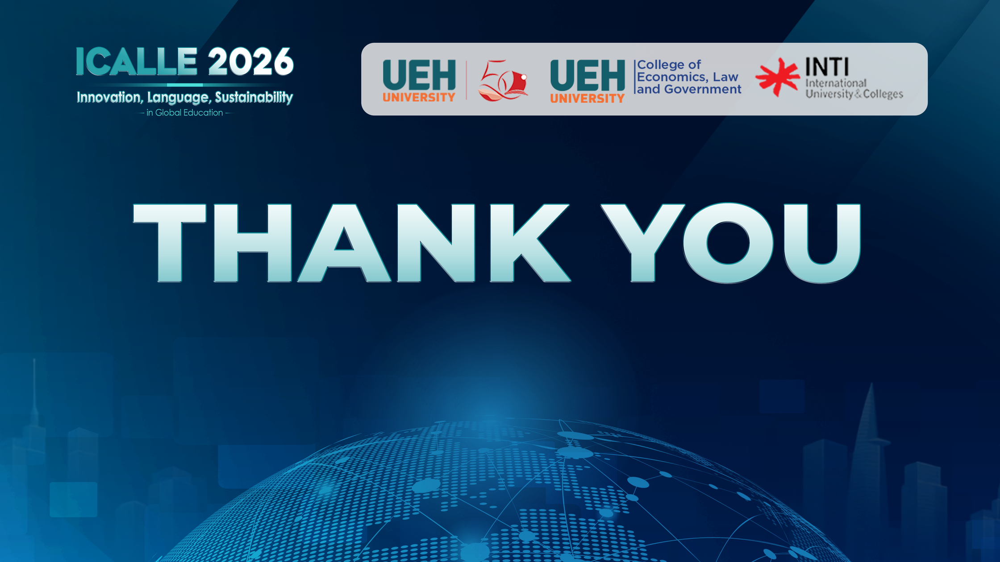 ICALLE 2026
Innovation, Language, Sustainability
in Global Education
UEH
UNIVERSITY
50
UEH
UNIVERSITY
College of
Economics, Law
and Government
INTI
International
University & Colleges
THANK YOU